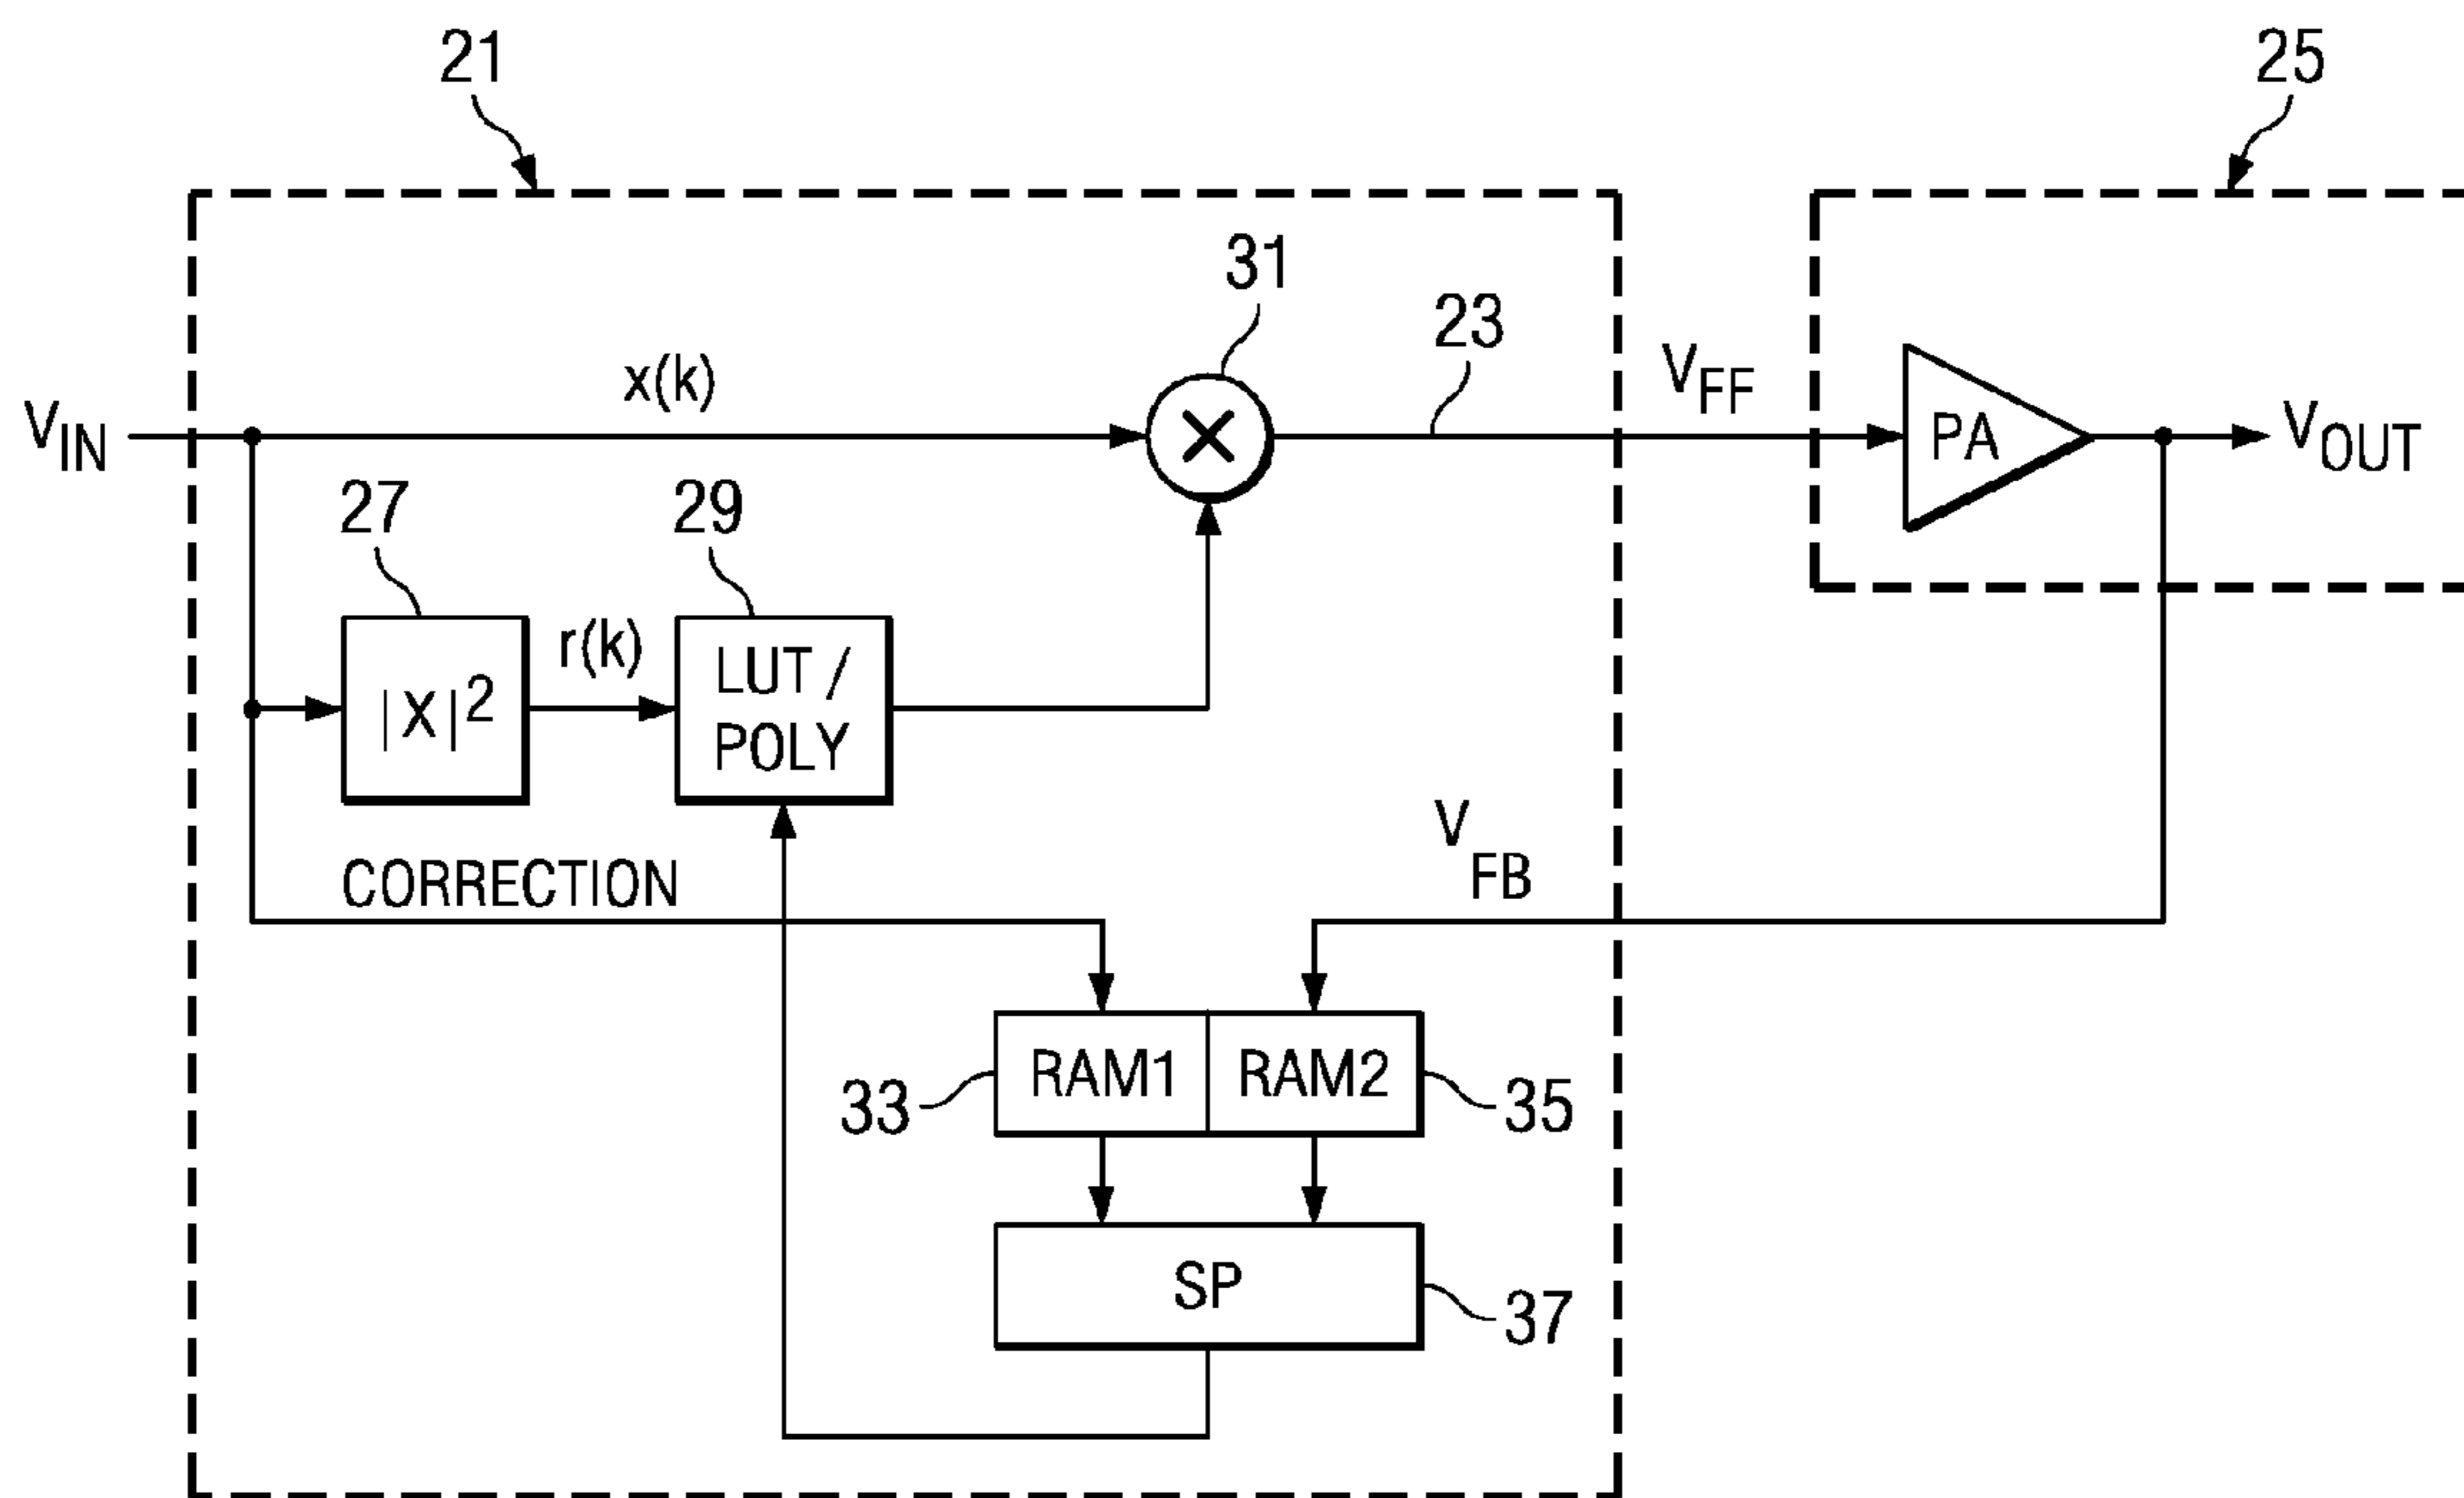 21
25
31
23
x(k)
VFF
VIN
PA
VOUT
27
29
r(k)
|X|2
LUT /
POLY
VFB
CORRECTION
RAM1
RAM2
33
35
SP
37